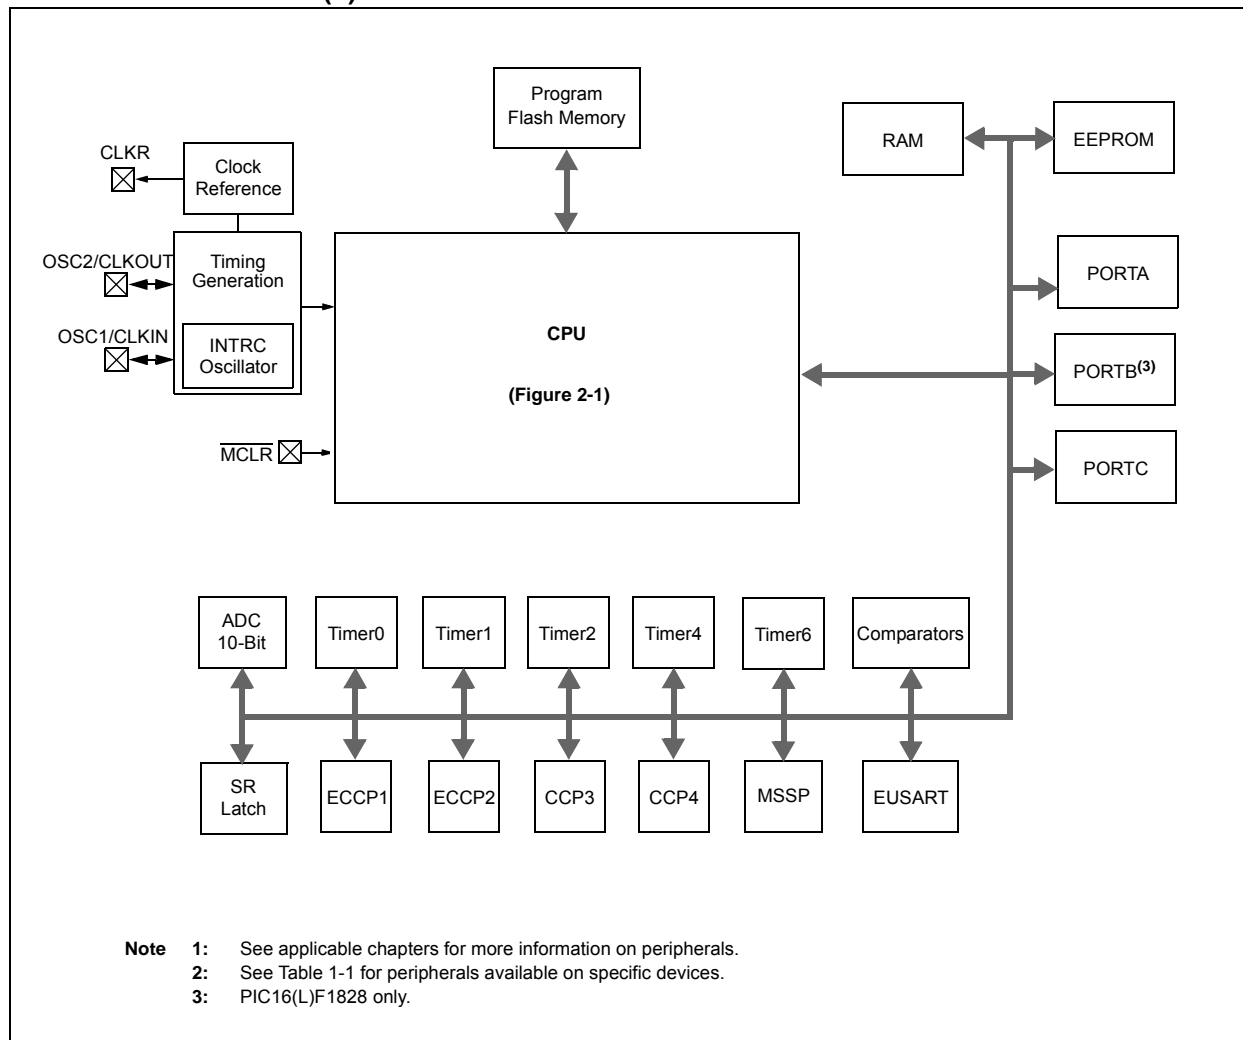 Program
Flash Memory
RAM
EEPROM
CLKR
Clock
Reference
OSC2/CLKOUT
Timing
Generation
PORTA
OSC1/CLKIN
INTRC
Oscillator
CPU
(Figure 2-1)
PORTB(3)
MCLR
PORTC
ADC
10-Bit
Timer0
Timer1
Timer2
Timer4
Timer6
Comparators
SR
Latch
ECCP1
ECCP2
CCP3
CCP4
MSSP
EUSART
Note 1: See applicable chapters for more information on peripherals.
2: See Table 1-1 for peripherals available on specific devices.
3: PIC16(L)F1828 only.